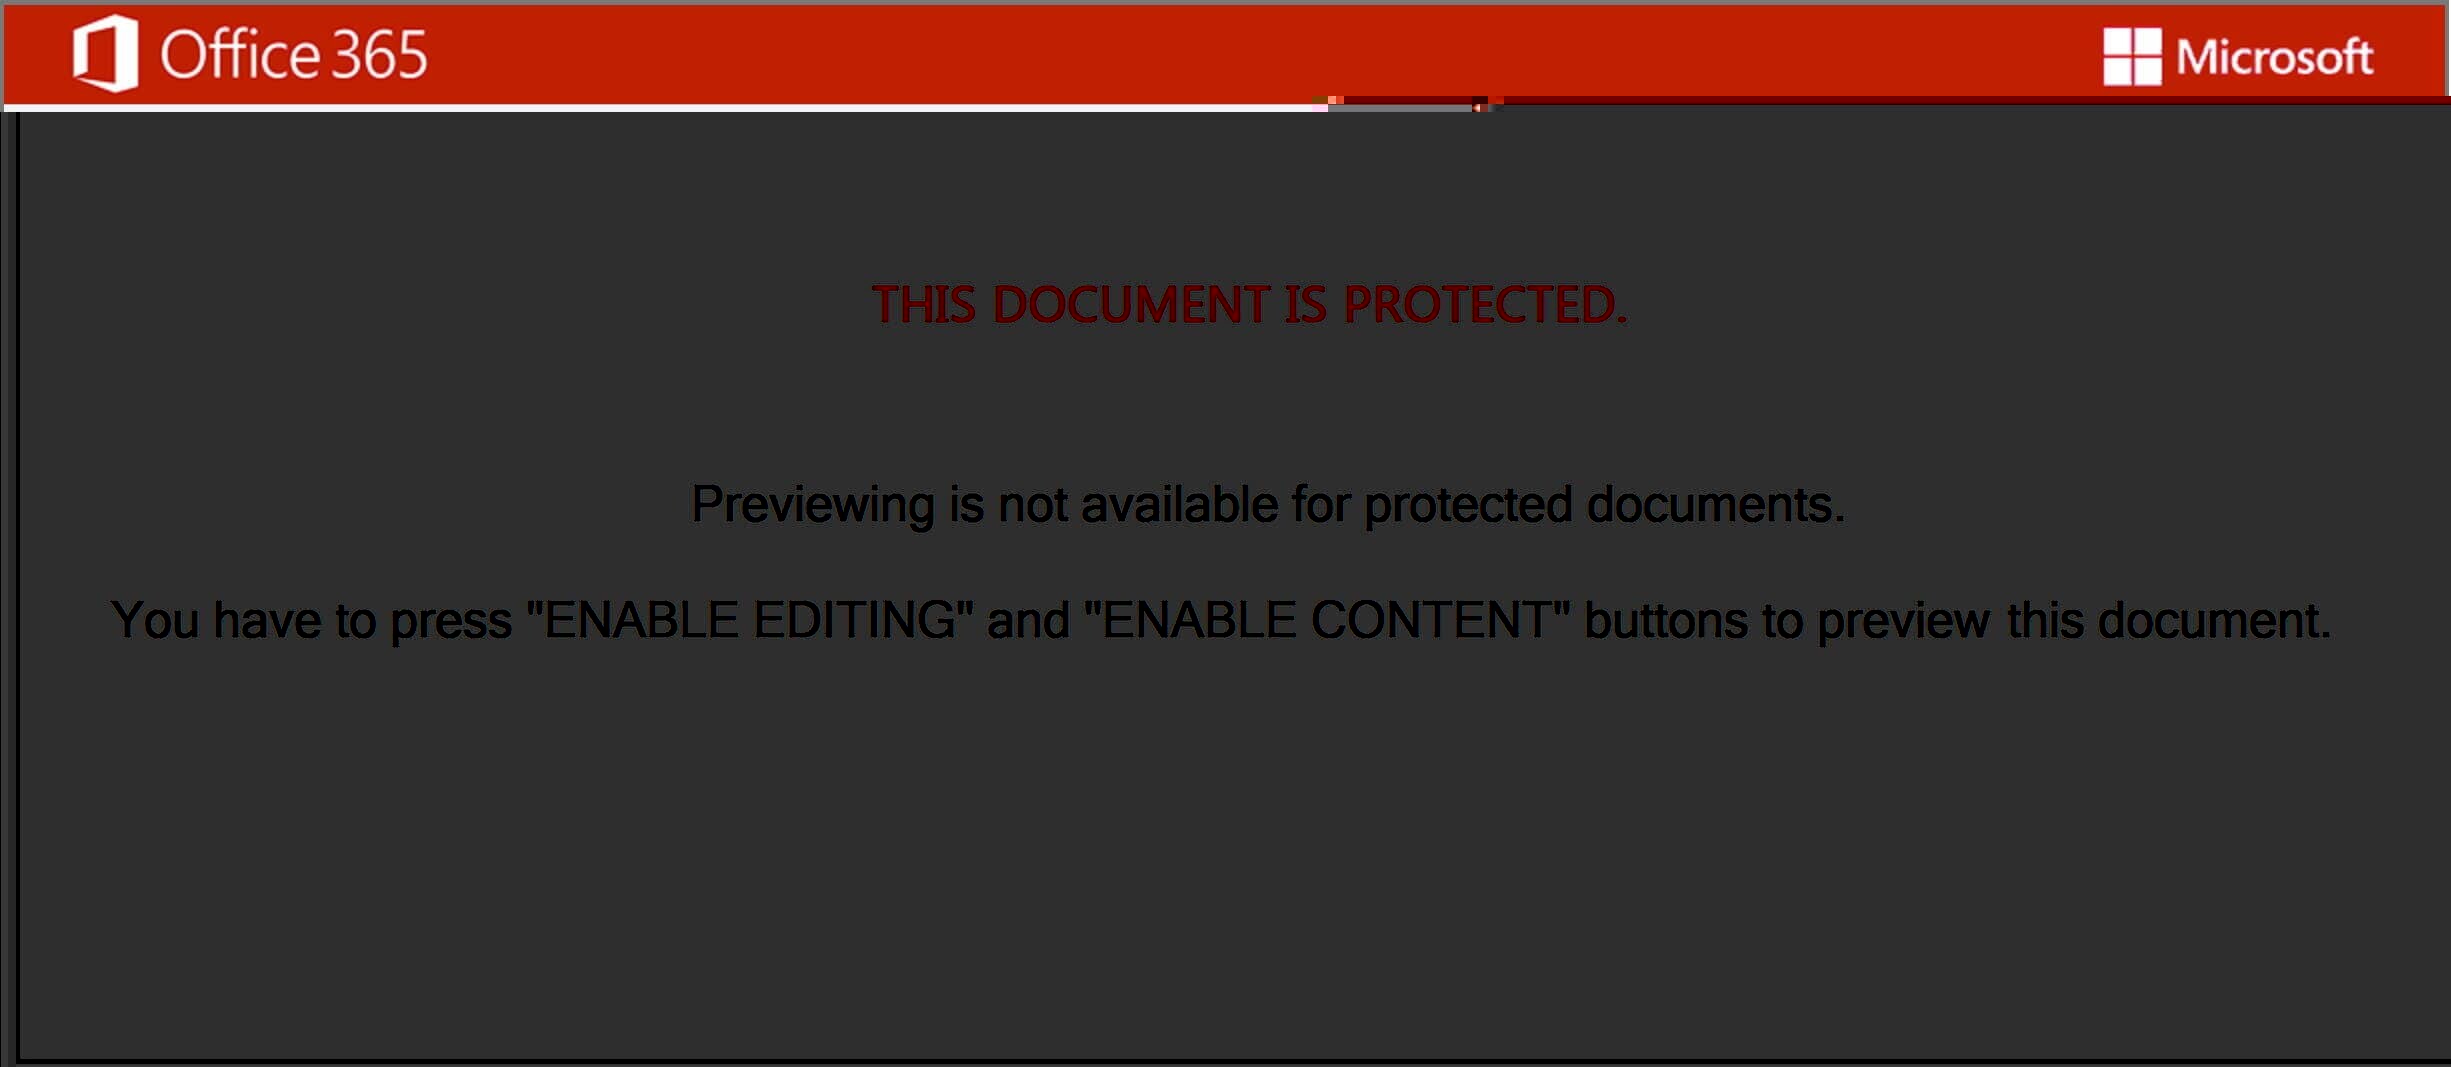 Office 365
Microsoft
THIS DOCUMENT IS PROTECTED.
Previewing is not available for protected documents.
You have to press "ENABLE EDITING" and "ENABLE CONTENT" buttons to preview this document.